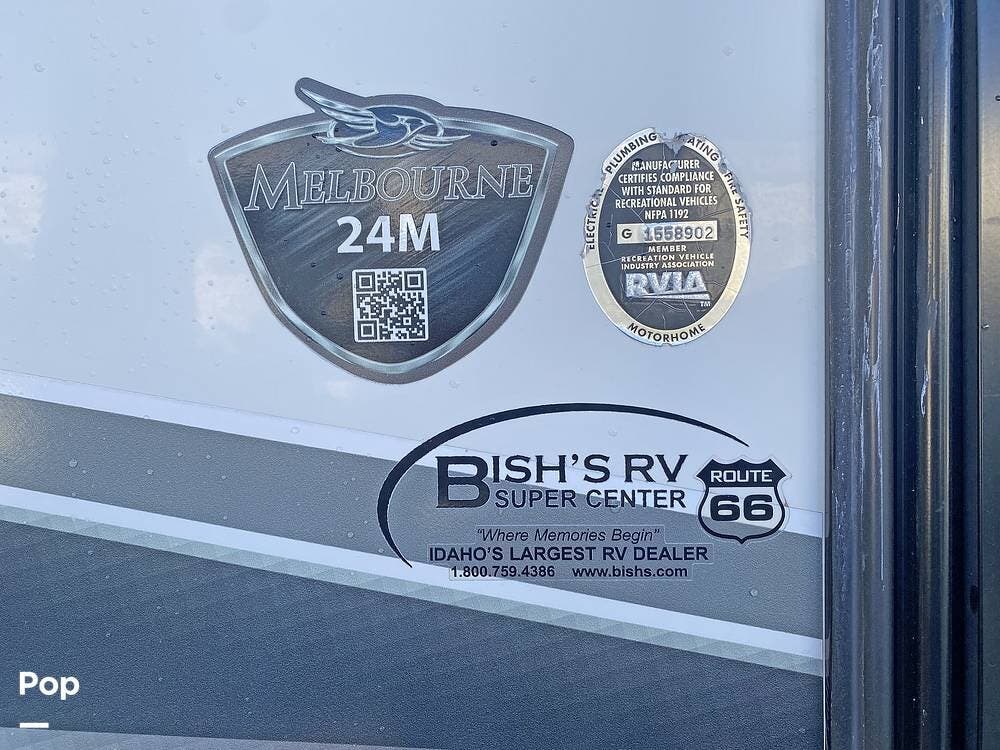 MELBOURNE
24M
PLUMBING
FIRE SAFETY
MANUFACTURER
CERTIFIES COMPLIANCE
WITH STANDARD FOR
RECREATIONAL VEHICLES
NFPA 1192
G 1558902
MEMBER
RECREATION VEHICLE
INDUSTRY ASSOCIATION
RVIA
TM
MOTORHOME
BISH'S RV
SUPER CENTER
ROUTE
66
"Where Memories Begin"
IDAHO'S LARGEST RV DEALER
1.800.759.4386 www.bishs.com
Pop